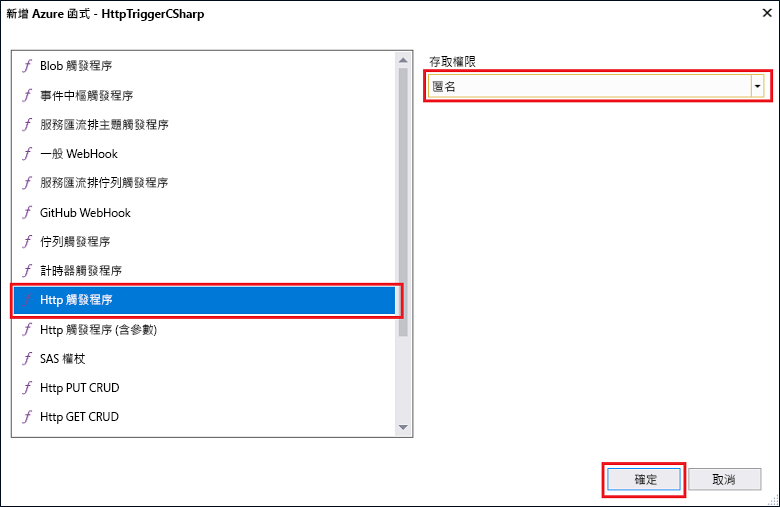 新增 Azure 函式 - HttpTriggerCSharp
Blob 觸發程序
事件中樞觸發程序
服務匯流排主題觸發程序
一般 WebHook
服務匯流排佇列觸發程序
GitHub WebHook
佇列觸發程序
計時器觸發程序
Http 觸發程序
Http 觸發程序 (含參數)
SAS 權杖
Http PUT CRUD
Http GET CRUD
存取權限
匿名
確定
取消